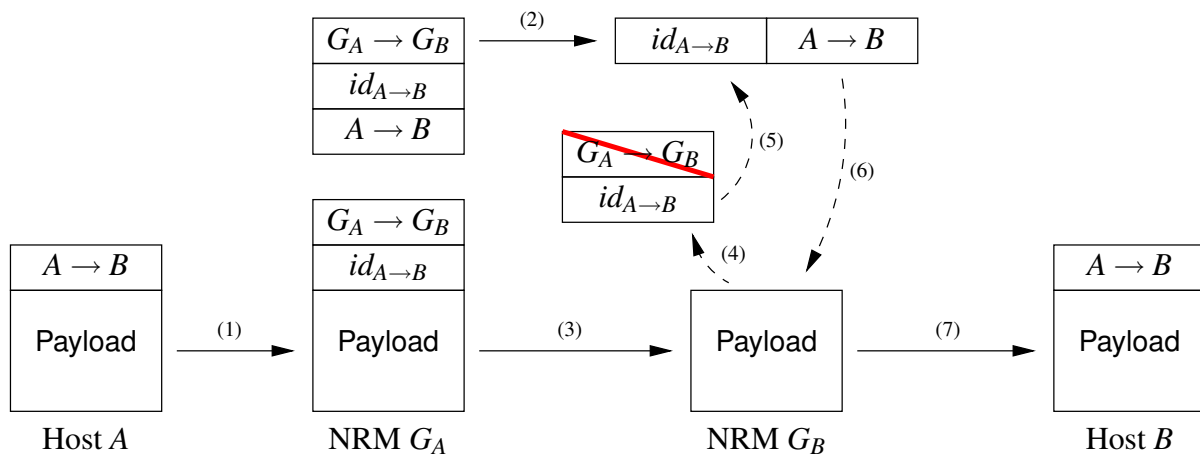 G_A → G_B
id_{A→B}
A → B
(2)
id_{A→B} A → B
G_A → G_B
id_{A→B}
(5)
(6)
(4)
G_A → G_B
id_{A→B}
Payload
A → B
Payload
(1)
(3)
Payload
(7)
A → B
Payload
Host A
NRM G_A
NRM G_B
Host B